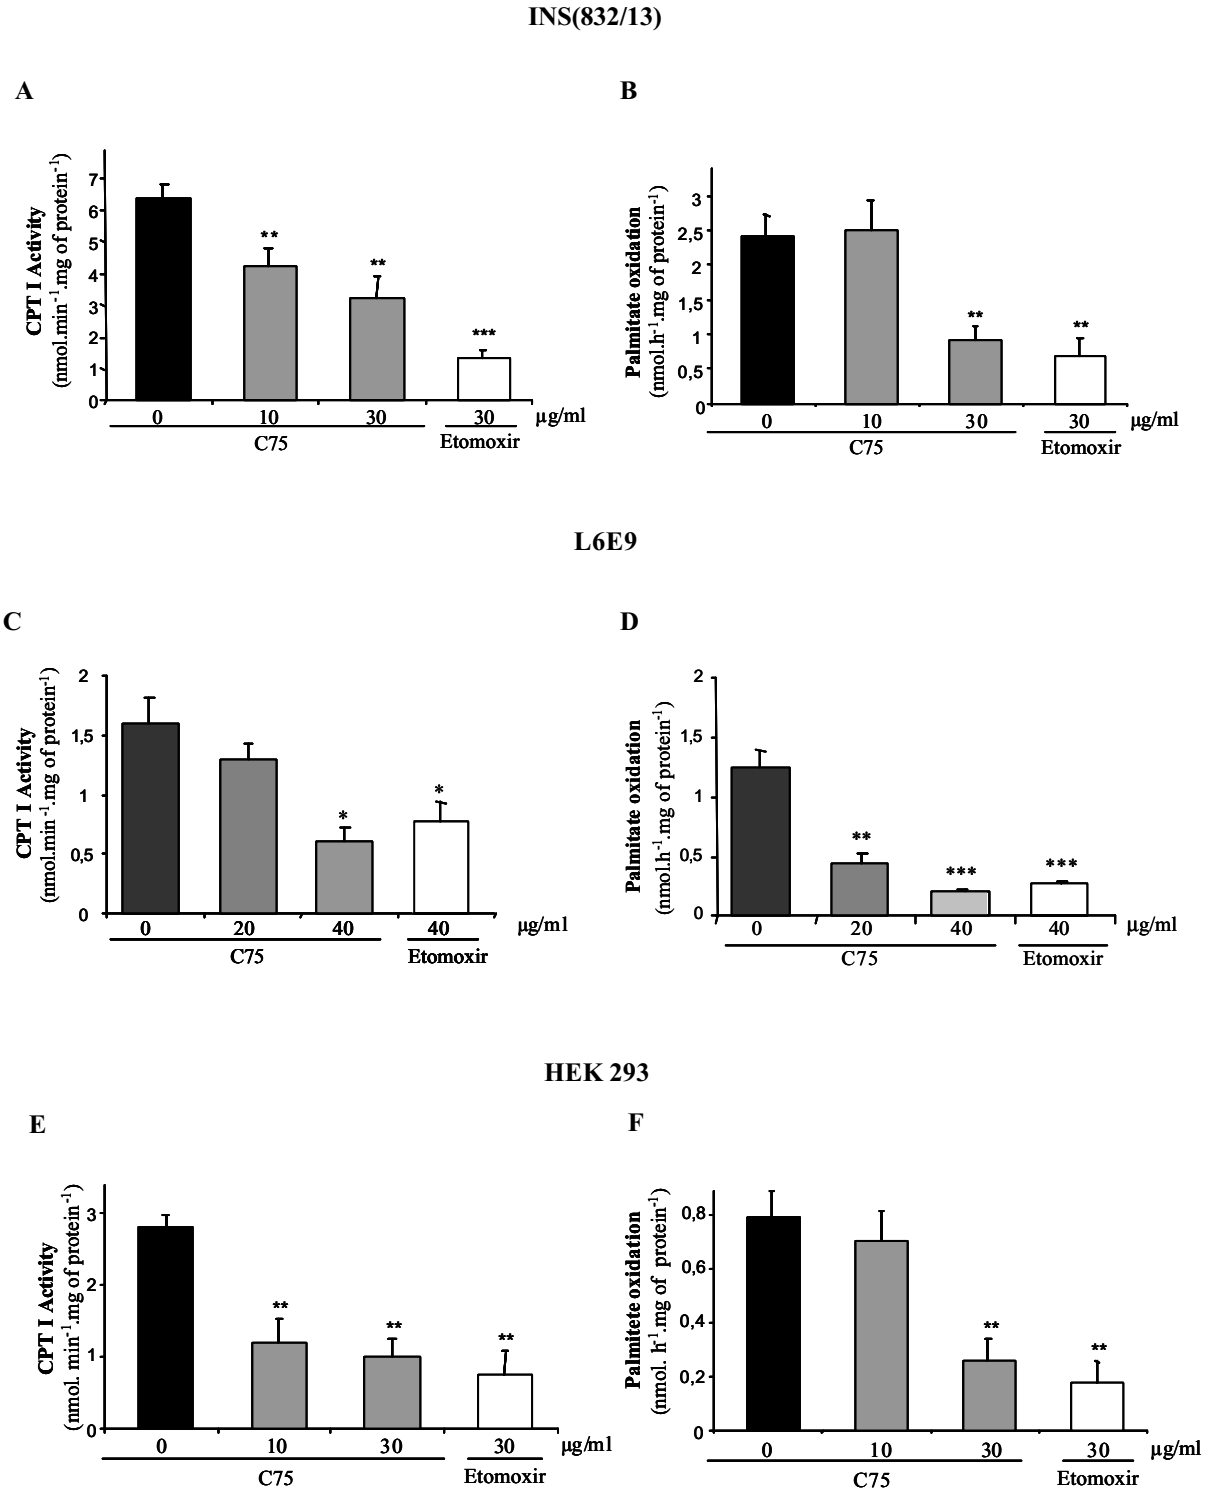 INS(832/13)
A
B
CPT I Activity
(nmol.min-1.mg of protein-1)
7
6
5
4
3
2
1
0
**
**
***
0 10 30 30 µg/ml
C75 Etomoxir
Palmitate oxidation
(nmol.h-1.mg of protein-1)
3
2,5
2
1,5
1
0,5
0
**
**
0 10 30 30 µg/ml
C75 Etomoxir
L6E9
C
D
CPT I Activity
(nmol.min-1.mg of protein-1)
2
1,5
1
0,5
0
*
*
0 20 40 40 µg/ml
C75 Etomoxir
Palmitate oxidation
(nmol.h-1.mg of protein-1)
2
1,5
1
0,5
0
**
***
***
0 20 40 40 µg/ml
C75 Etomoxir
HEK 293
E
F
CPT I Activity
(nmol. min-1.mg of protein-1)
3
2
1
0
**
**
**
0 10 30 30 µg/ml
C75 Etomoxir
Palmitete oxidation
(nmol. h-1.mg of protein-1)
0,8
0,6
0,4
0,2
0
**
**
0 10 30 30 µg/ml
C75 Etomoxir